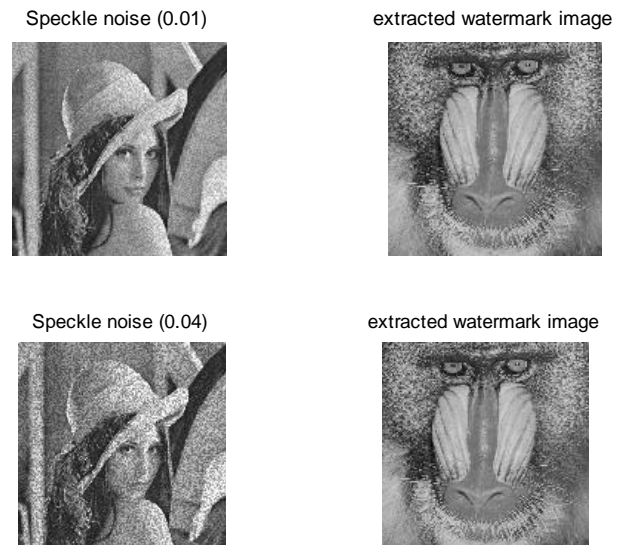 Speckle noise (0.01)
extracted watermark image
Speckle noise (0.04)
extracted watermark image